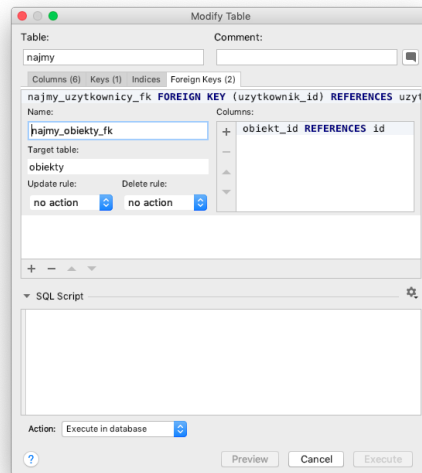 Modify Table
Table:
Comment:
najmy
Columns (6) Keys (1) Indices Foreign Keys (2)
najmy_uzytkownicy_fk FOREIGN KEY (uzytkownik_id) REFERENCES uzyt
Name:
Columns:
najmy_obiekty_fk
obiekt_id REFERENCES id
Target table:
obiekty
Update rule:
Delete rule:
no action
no action
SQL Script
Action:
Execute in database
?
Preview
Cancel
Execute